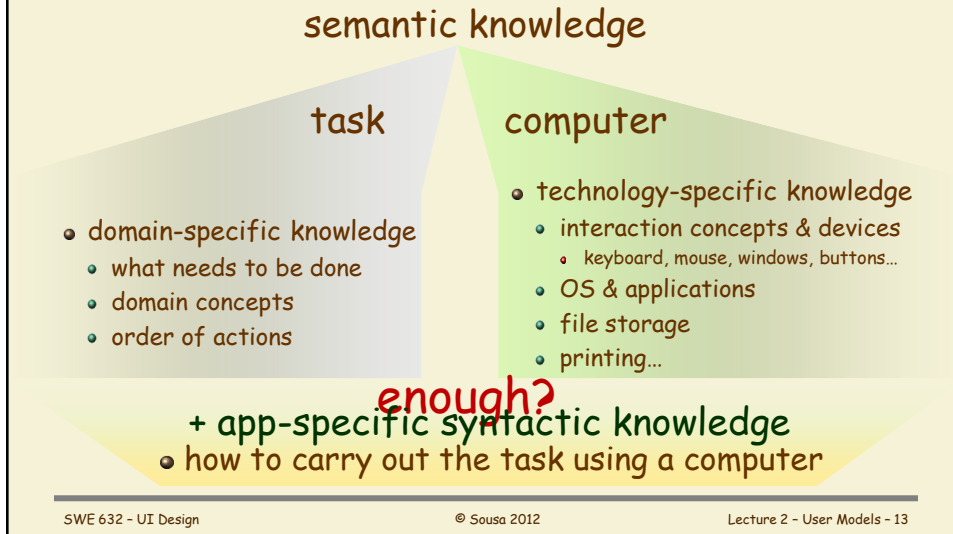 semantic knowledge
task
computer
domain-specific knowledge
what needs to be done
domain concepts
order of actions
technology-specific knowledge
interaction concepts & devices
keyboard, mouse, windows, buttons…
OS & applications
file storage
printing…
enough?
+ app-specific syntactic knowledge
how to carry out the task using a computer
SWE 632 – UI Design
© Sousa 2012
Lecture 2 – User Models – 13